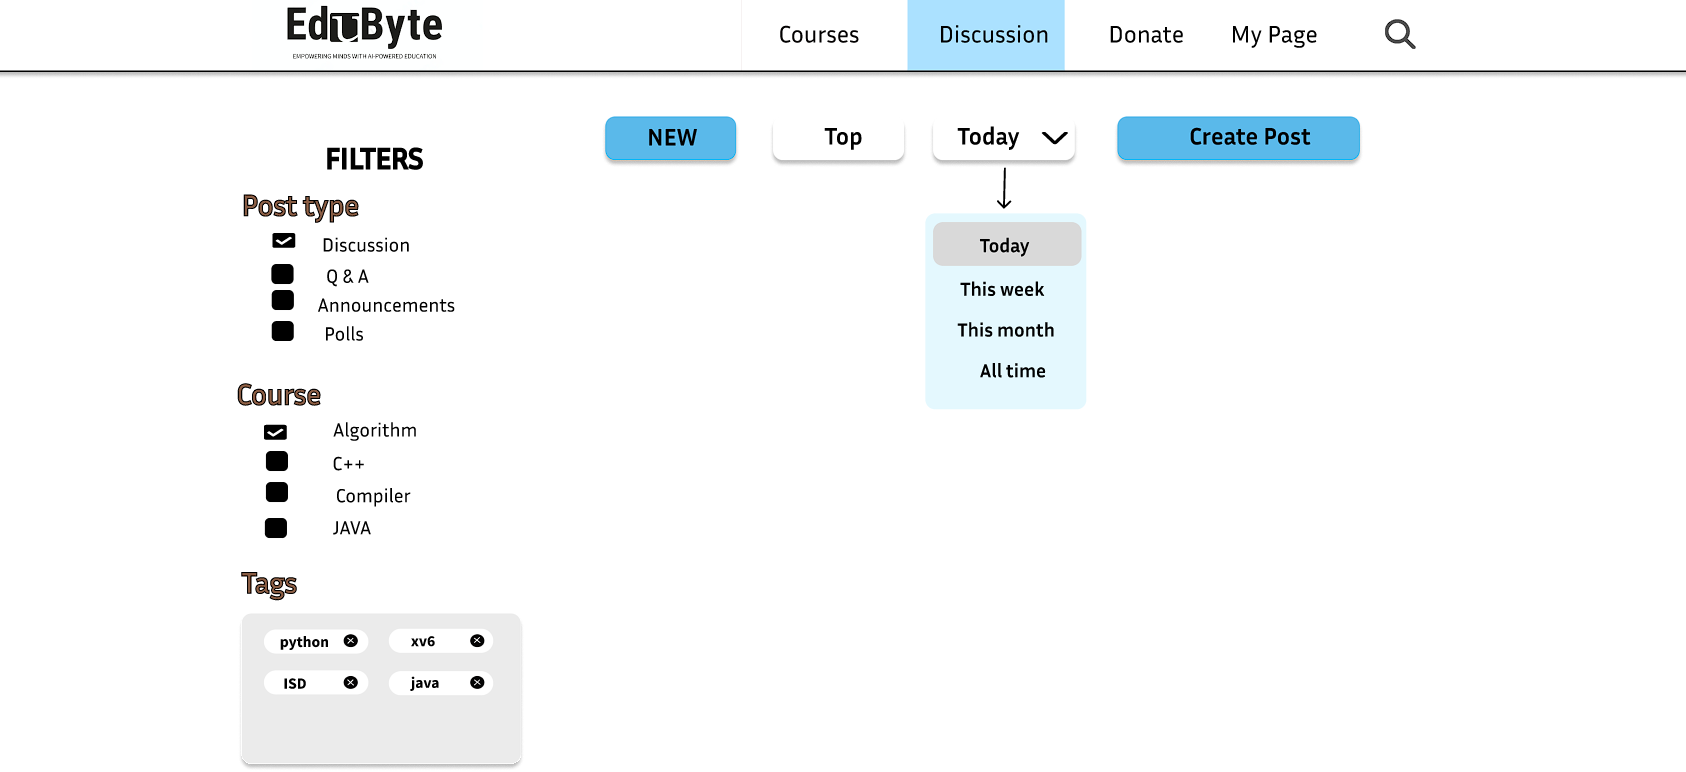 EduByte
EMPOWERING MINDS WITH AI-POWERED EDUCATION
Courses
Discussion
Donate
My Page
NEW
Top
Today
Create Post
FILTERS
Post type
Discussion
Q & A
Announcements
Polls
Today
This week
This month
All time
Course
Algorithm
C++
Compiler
JAVA
Tags
python
xv6
ISD
java